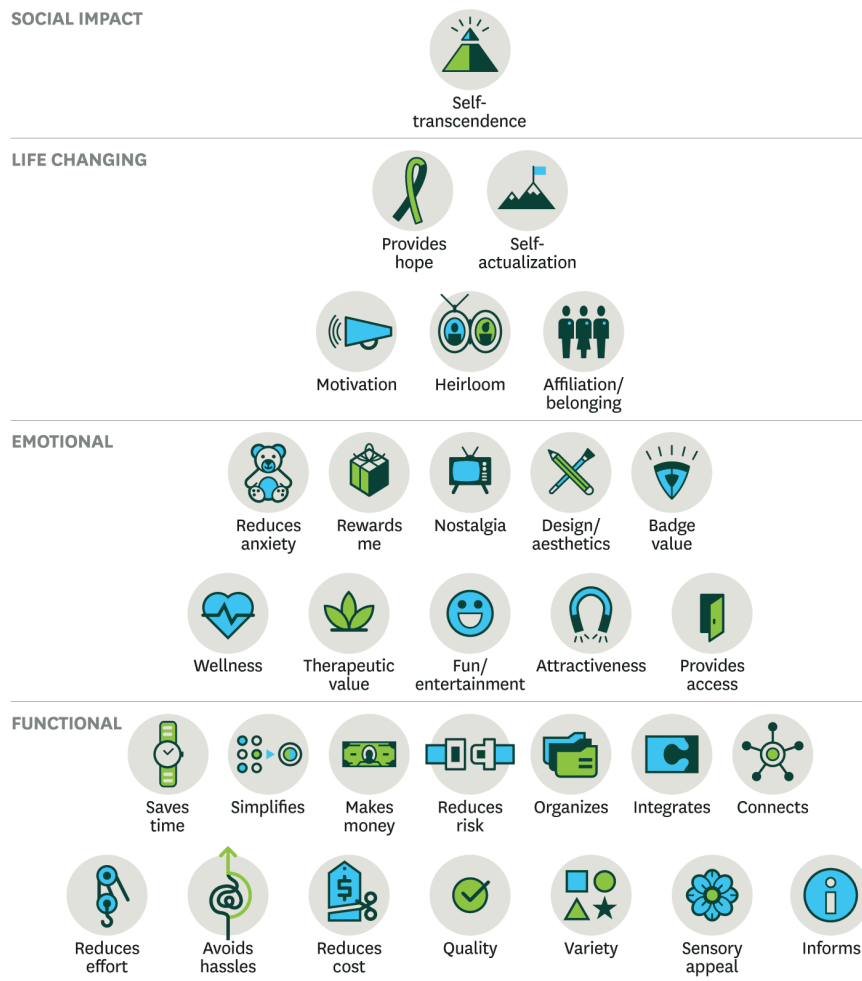 SOCIAL IMPACT
Self-
transcendence
LIFE CHANGING
Provides
hope
Self-
actualization
Motivation
Heirloom
Affiliation/
belonging
EMOTIONAL
Reduces
anxiety
Rewards
me
Nostalgia
Design/
aesthetics
Badge
value
Wellness
Therapeutic
value
Fun/
entertainment
Attractiveness
Provides
access
FUNCTIONAL
Saves
time
Simplifies
Makes
money
Reduces
risk
Organizes
Integrates
Connects
$
Reduces
effort
Avoids
hassles
Reduces
cost
Quality
Variety
Sensory
appeal
i
Informs